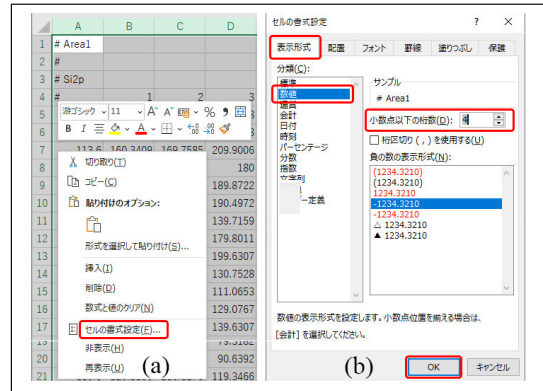 A B C D
1 # Area1
2 #
3 # Si2p
4 # 1 2 3
5
6
7 113.6 160.3409 169.7585 209.9006
8 180
9 189.8722
10 190.4972
11 139.7159
12 179.8011
13 199.6307
14 130.7528
15 111.0653
16 129.0767
17 139.6307
19 79.5182
20 90.6392
21 119.3466
游ゴシック 11 A^ A˅ % 9
B I A
切り取り(T)
コピー(C)
貼り付けのオプション:
形式を選択して貼り付け(S)...
挿入(I)
削除(D)
数式と値のクリア(N)
セルの書式設定(F)...
非表示(H)
再表示(U)
(a)
セルの書式設定 ? ×
表示形式 配置 フォント 罫線 塗りつぶし 保護
分類(C):
標準
数値
通貨
会計
日付
時刻
パーセンテージ
分数
指数
文字列
ー定義
サンプル
# Area1
小数点以下の桁数(D): 4
桁区切り(,)を使用する(U)
負の数の表示形式(N):
(1234.3210)
(1234.3210)
1234.3210
-1234.3210
-1234.3210
△ 1234.3210
▲ 1234.3210
数値の表示形式を設定します。小数点位置を揃える場合は、
[会計] を選択してください。
(b)
OK キャンセル